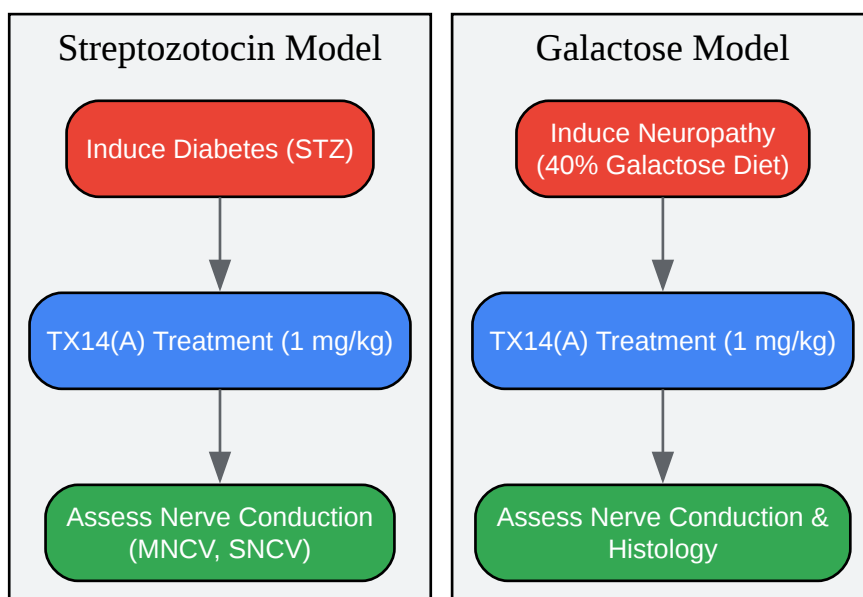 Streptozotocin Model
Induce Diabetes (STZ)
TX14(A) Treatment (1 mg/kg)
Assess Nerve Conduction
(MNCV, SNCV)
Galactose Model
Induce Neuropathy
(40% Galactose Diet)
TX14(A) Treatment (1 mg/kg)
Assess Nerve Conduction &
Histology